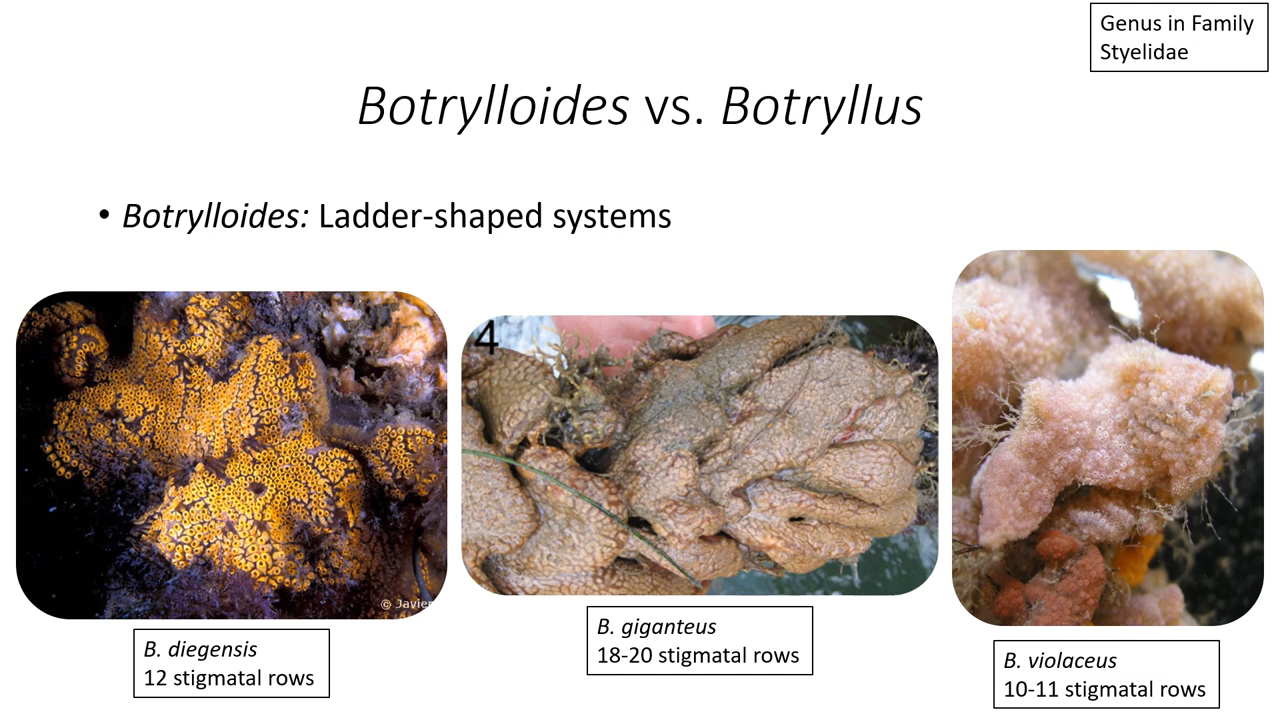 Genus in Family
Styelidae
Botrylloides vs. Botryllus
• Botrylloides: Ladder-shaped systems
4
© Javier
B. diegensis
12 stigmatal rows
B. giganteus
18-20 stigmatal rows
B. violaceus
10-11 stigmatal rows